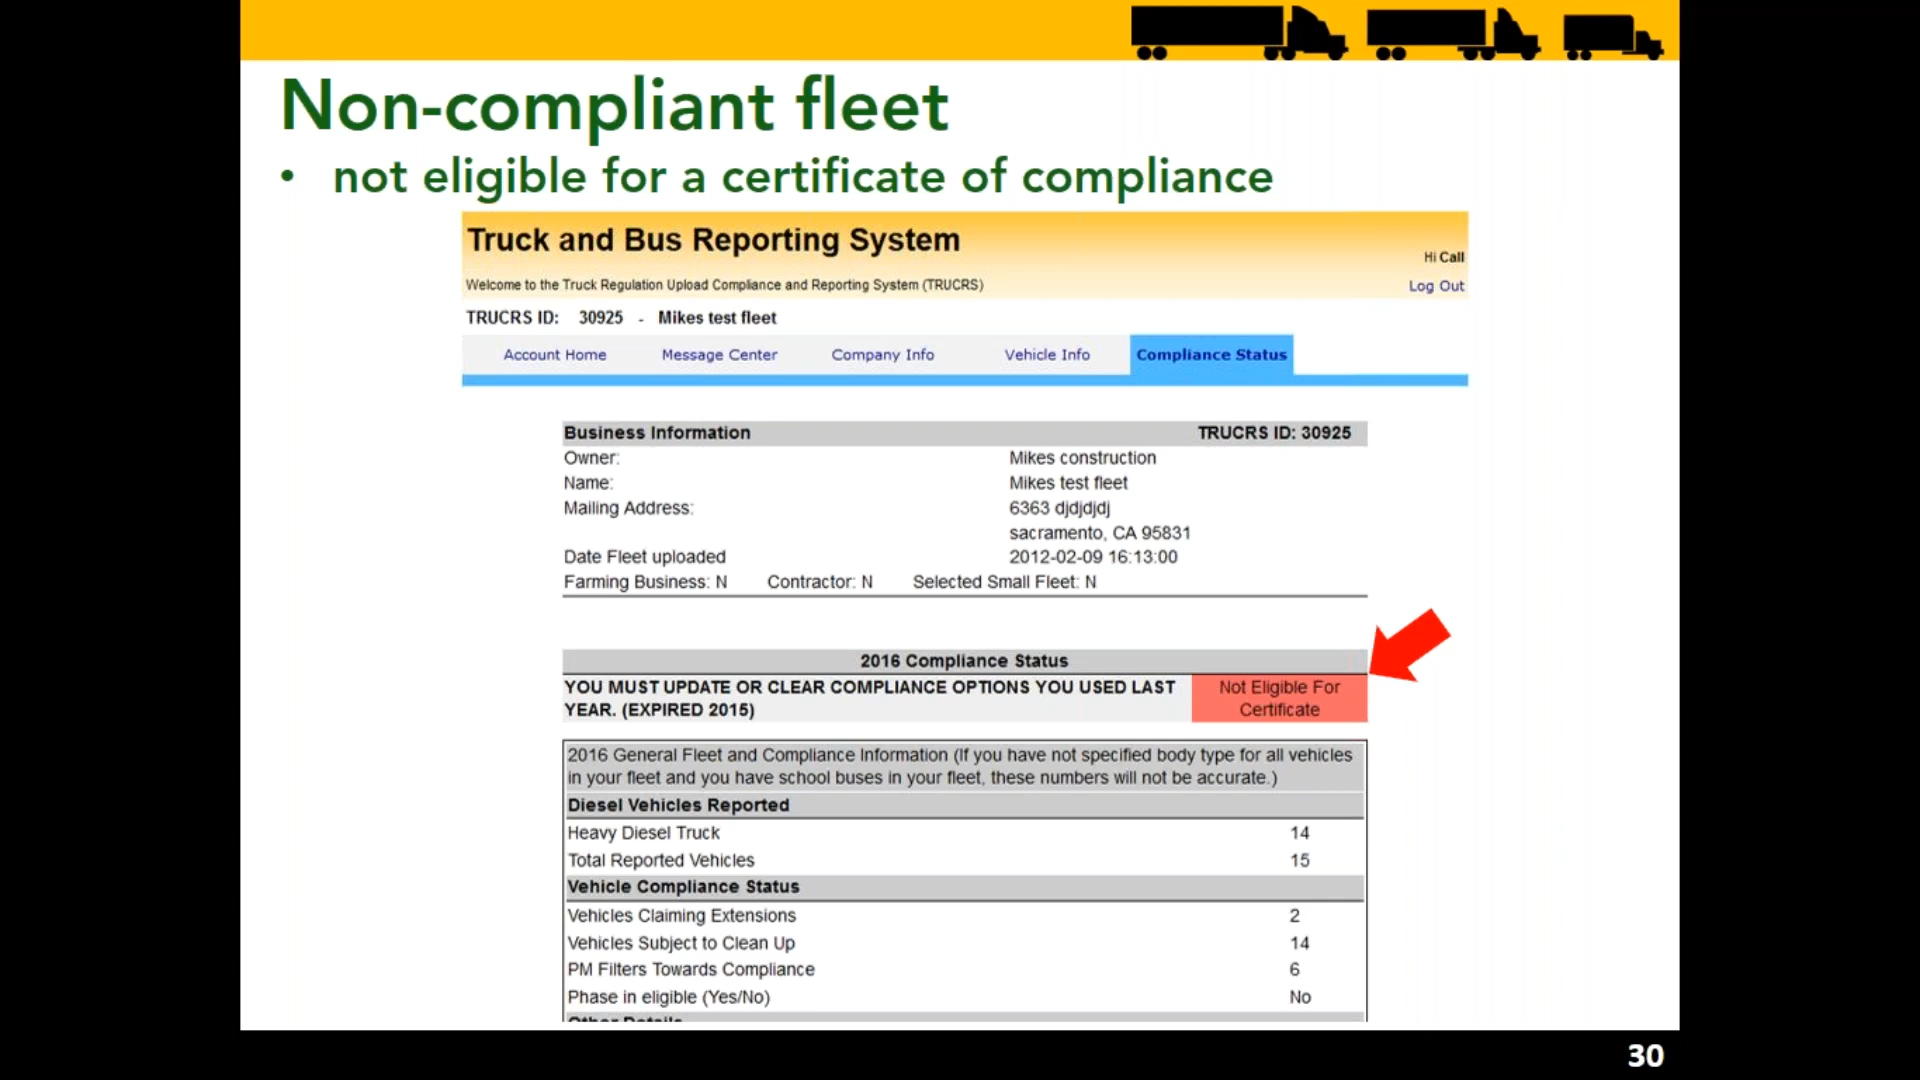 Non-compliant fleet
• not eligible for a certificate of compliance
Truck and Bus Reporting System
Hi Call
Welcome to the Truck Regulation Upload Compliance and Reporting System (TRUCRS)
Log Out
TRUCRS ID: 30925 - Mikes test fleet
Account Home Message Center Company Info Vehicle Info Compliance Status
Business Information TRUCRS ID: 30925
Owner: Mikes construction
Name: Mikes test fleet
Mailing Address: 6363 djdjdjdj
sacramento, CA 95831
Date Fleet uploaded 2012-02-09 16:13:00
Farming Business: N Contractor: N Selected Small Fleet: N
2016 Compliance Status
YOU MUST UPDATE OR CLEAR COMPLIANCE OPTIONS YOU USED LAST
YEAR. (EXPIRED 2015)
Not Eligible For
Certificate
2016 General Fleet and Compliance Information (If you have not specified body type for all vehicles
in your fleet and you have school buses in your fleet, these numbers will not be accurate.)
Diesel Vehicles Reported
Heavy Diesel Truck 14
Total Reported Vehicles 15
Vehicle Compliance Status
Vehicles Claiming Extensions 2
Vehicles Subject to Clean Up 14
PM Filters Towards Compliance 6
Phase in eligible (Yes/No) No
Other Details
30